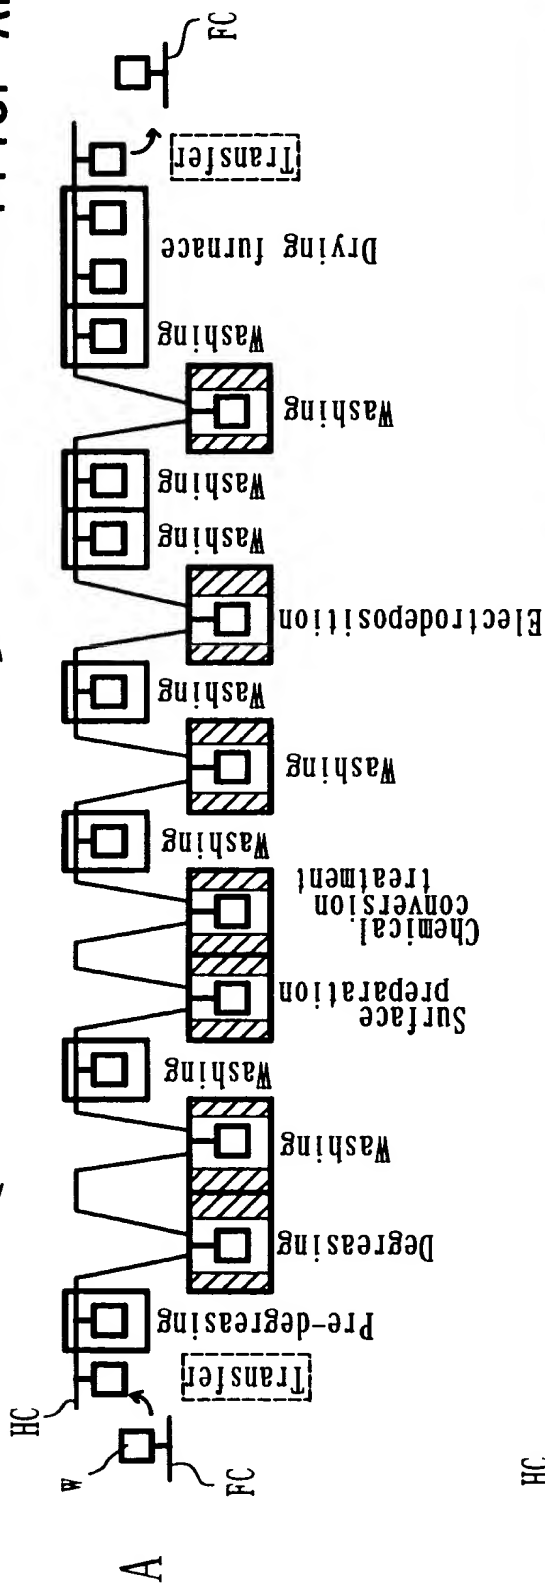 A
W
FC
HC
Transfer
Pre-degreasing
Degreasing
Washing
Washing
Surface
preparation
Chemical
conversion
treatment
Washing
Washing
Washing
Electrodeposition
Washing
Washing
Washing
Washing
Drying furnace
Transfer
FC
HC